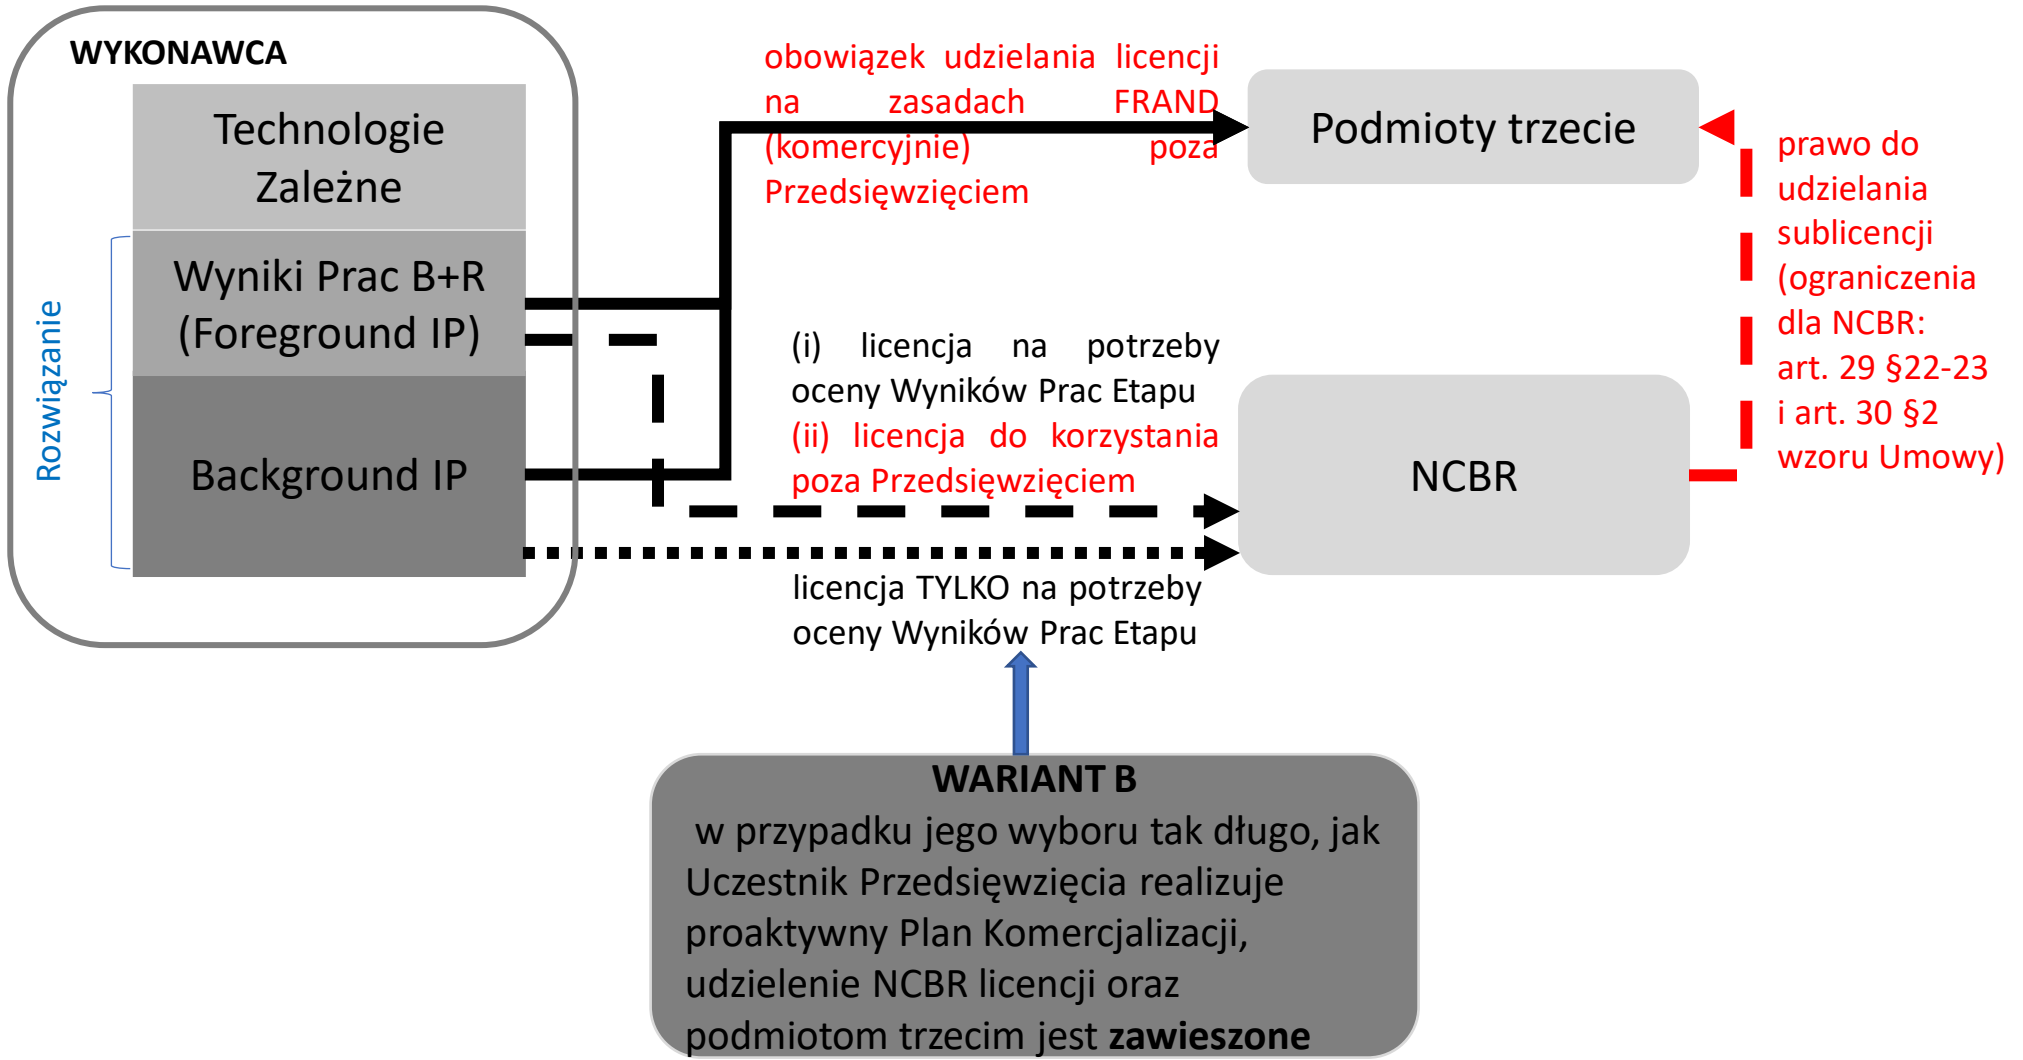 WYKONAWCA
Technologie
Zależne
Wyniki Prac B+R
(Foreground IP)
Background IP
Rozwiązanie
obowiązek udzielania licencji
na zasadach FRAND
(komercyjnie) poza
Przedsięwzięciem
Podmioty trzecie
prawo do
udzielania
sublicencji
(ograniczenia
dla NCBR:
art. 29 §22-23
i art. 30 §2
wzoru Umowy)
(i) licencja na potrzeby
oceny Wyników Prac Etapu
(ii) licencja do korzystania
poza Przedsięwzięciem
NCBR
licencja TYLKO na potrzeby
oceny Wyników Prac Etapu
WARIANT B
w przypadku jego wyboru tak długo, jak
Uczestnik Przedsięwzięcia realizuje
proaktywny Plan Komercjalizacji,
udzielenie NCBR licencji oraz
podmiotom trzecim jest zawieszone